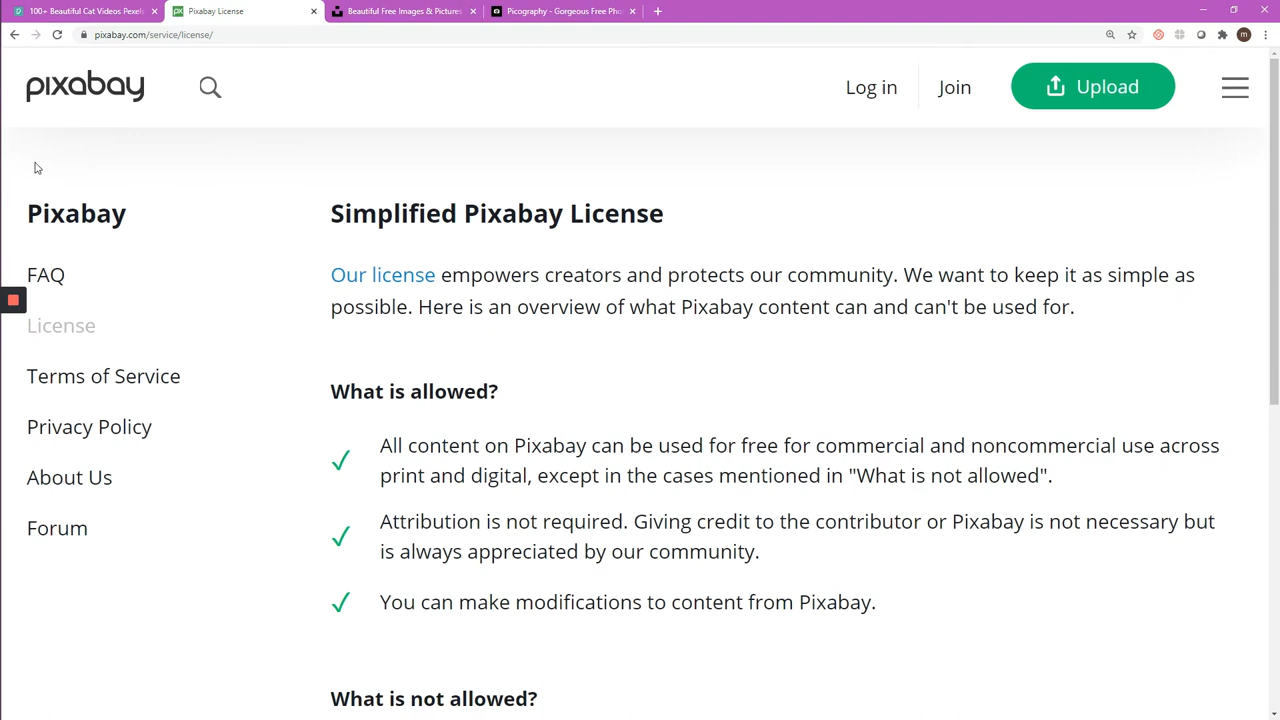 100+ Beautiful Cat Videos Pexels
Pixabay License
Beautiful Free Images & Pictures
Picography - Gorgeous Free Pho
pixabay.com/service/license/
m
pixabay
Log in
Join
Upload
Pixabay
FAQ
License
Terms of Service
Privacy Policy
About Us
Forum
Simplified Pixabay License
Our license empowers creators and protects our community. We want to keep it as simple as
possible. Here is an overview of what Pixabay content can and can't be used for.
What is allowed?
All content on Pixabay can be used for free for commercial and noncommercial use across
print and digital, except in the cases mentioned in "What is not allowed".
Attribution is not required. Giving credit to the contributor or Pixabay is not necessary but
is always appreciated by our community.
You can make modifications to content from Pixabay.
What is not allowed?